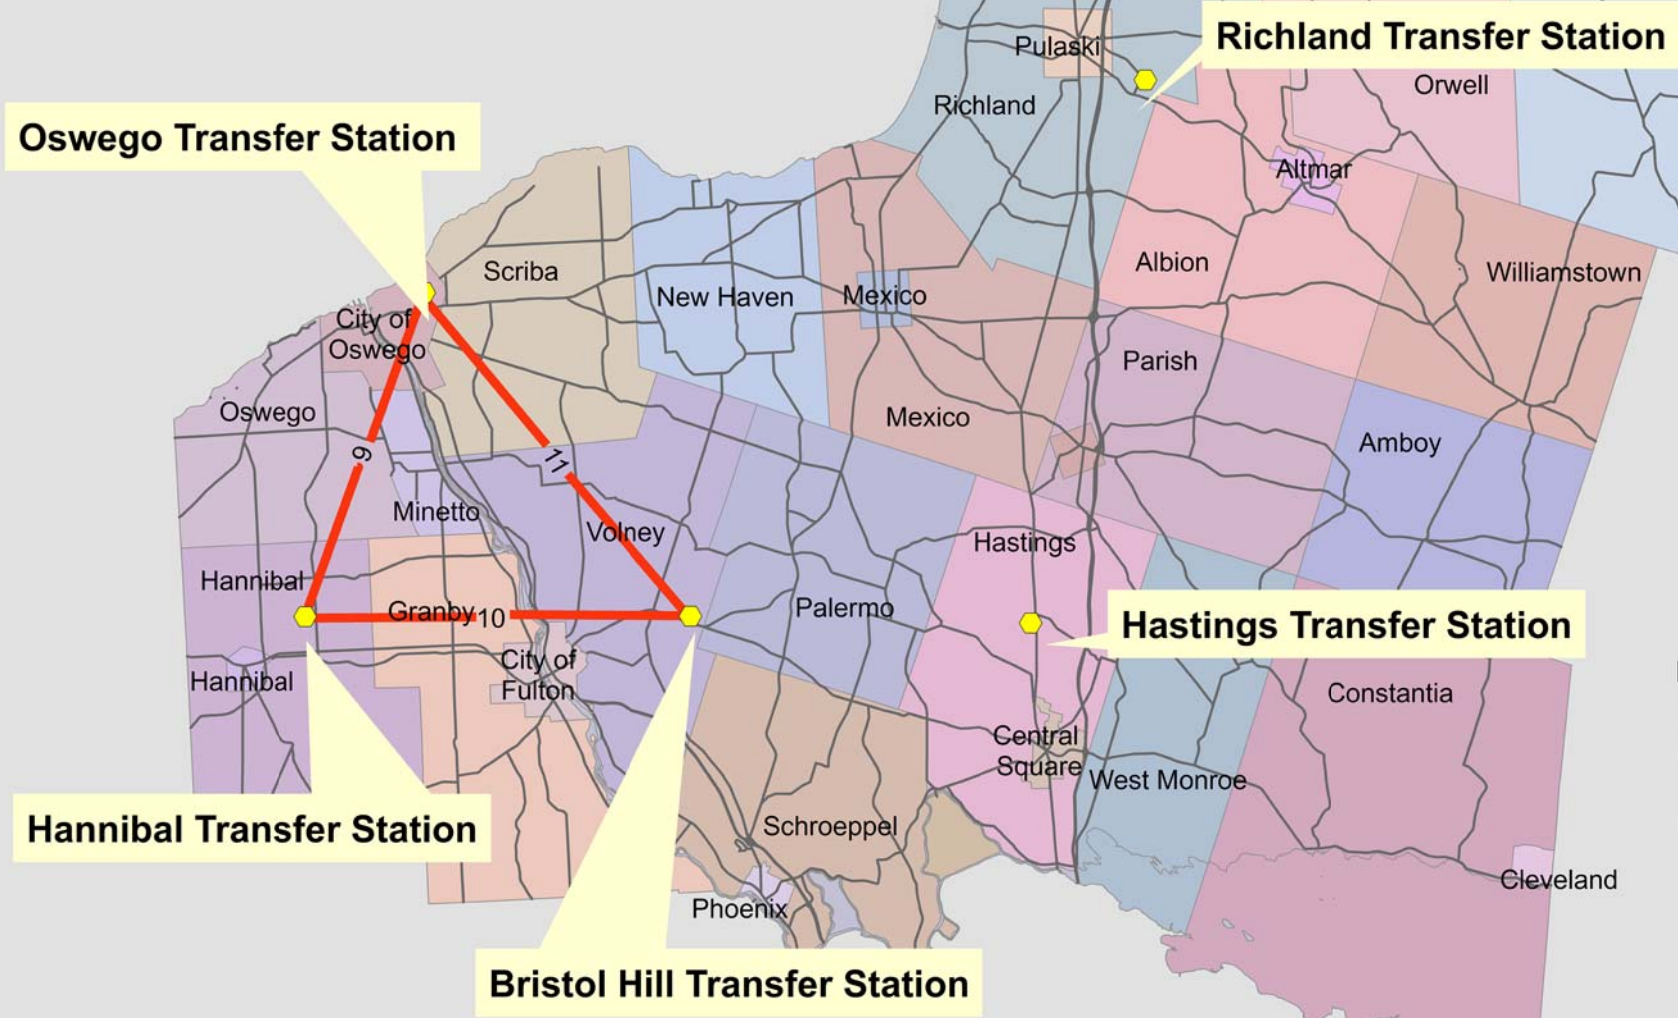 Richland Transfer Station
Pulaski
Orwell
Richland
Oswego Transfer Station
Altmar
Albion
Williamstown
Scriba
New Haven
Mexico
City of
Oswego
Parish
Oswego
Mexico
Amboy
9
11
Minetto
Volney
Hastings
Hannibal
Granby
10
Palermo
Hastings Transfer Station
City of
Fulton
Hannibal
Constantia
Central
Square
West Monroe
Hannibal Transfer Station
Schroeppel
Cleveland
Phoenix
Bristol Hill Transfer Station